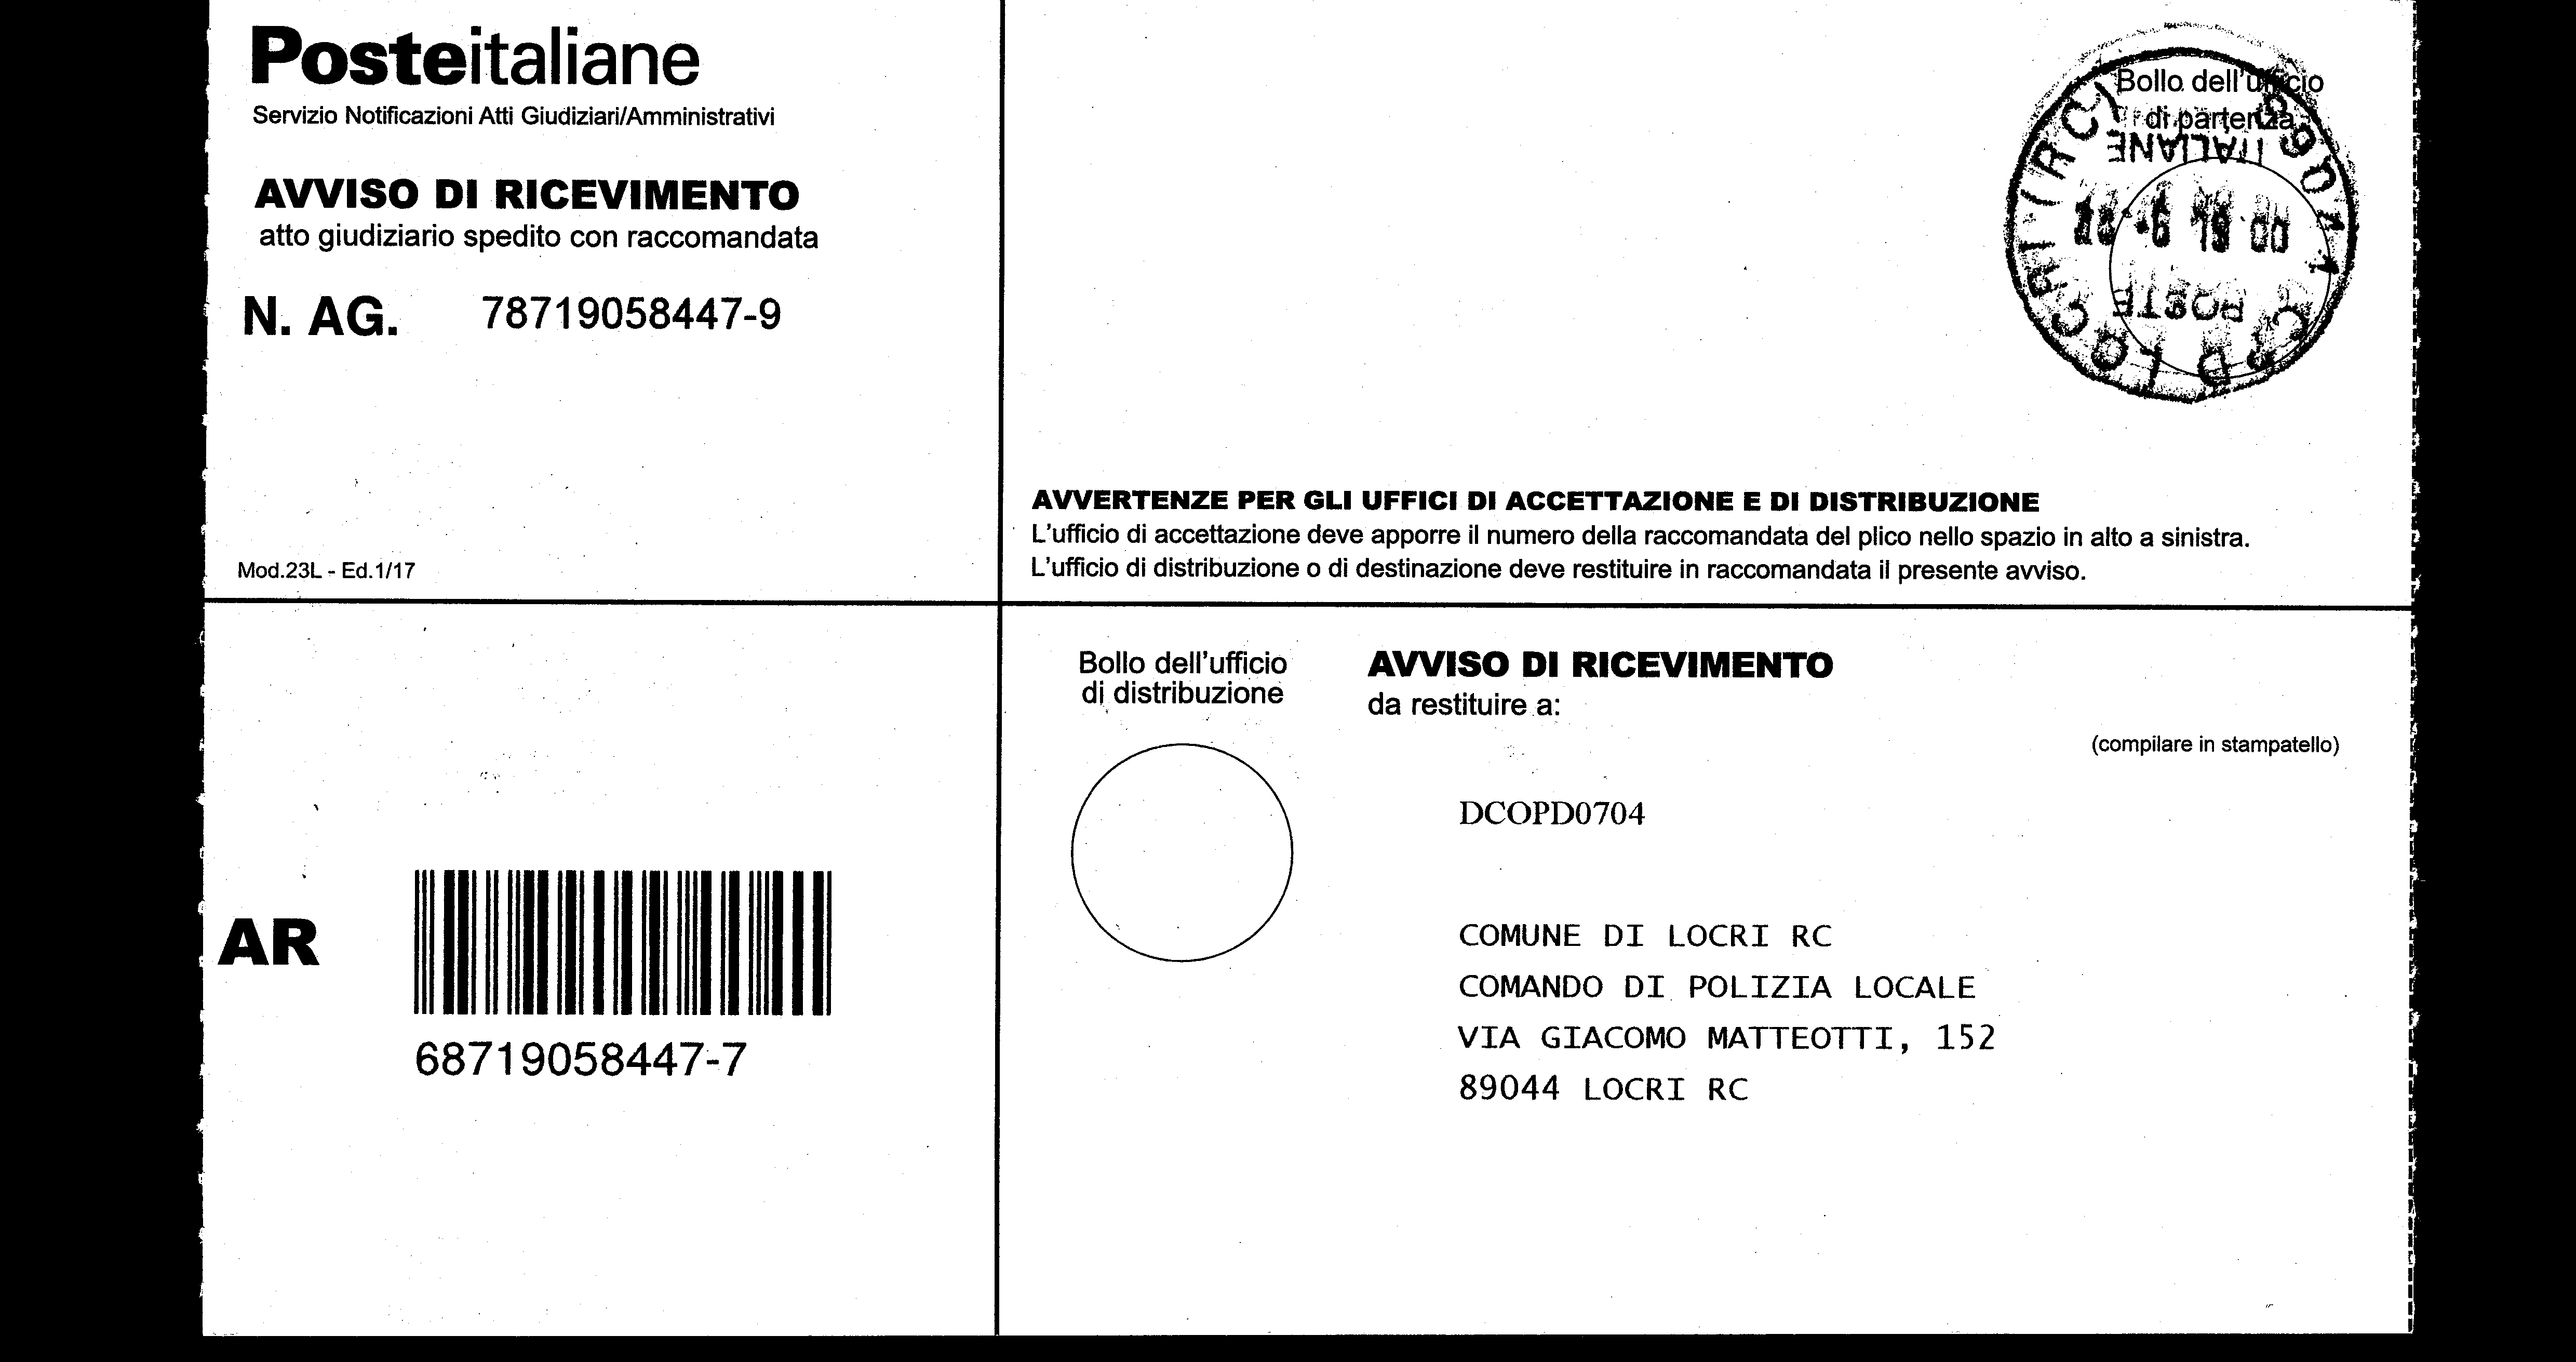 Posteitaliane
Servizio Notificazioni Atti Giudiziari/Amministrativi
AVVISO DI RICEVIMENTO
atto giudiziario spedito con raccomandata
N. AG. 78719058447-9
Mod.23L - Ed.1/17
Bollo dell'ufficio
di partenza
ITALIANE
POSTE
LOCRI (RC)
AVVERTENZE PER GLI UFFICI DI ACCETTAZIONE E DI DISTRIBUZIONE
L'ufficio di accettazione deve apporre il numero della raccomandata del plico nello spazio in alto a sinistra.
L'ufficio di distribuzione o di destinazione deve restituire in raccomandata il presente avviso.
AR
68719058447-7
Bollo dell'ufficio
di distribuzione
AVVISO DI RICEVIMENTO
da restituire a:
(compilare in stampatello)
DCOPD0704
COMUNE DI LOCRI RC
COMANDO DI POLIZIA LOCALE
VIA GIACOMO MATTEOTTI, 152
89044 LOCRI RC